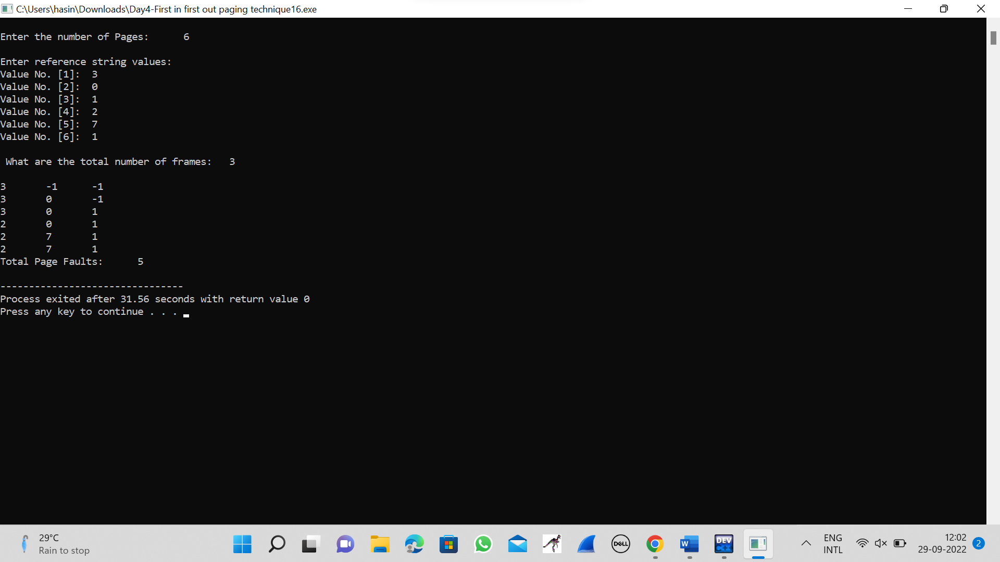 C:\Users\hasin\Downloads\Day4-First in first out paging technique16.exe
Enter the number of Pages:      6
Enter reference string values:
Value No. [1]:  3
Value No. [2]:  0
Value No. [3]:  1
Value No. [4]:  2
Value No. [5]:  7
Value No. [6]:  1
What are the total number of frames:   3
3       -1      -1
3       0       -1
3       0       1
2       0       1
2       7       1
2       7       1
Total Page Faults:      5
--------------------------------
Process exited after 31.56 seconds with return value 0
Press any key to continue . . .
29°C
Rain to stop
DELL
W
DEV
C++
ENG
INTL
12:02
29-09-2022
2